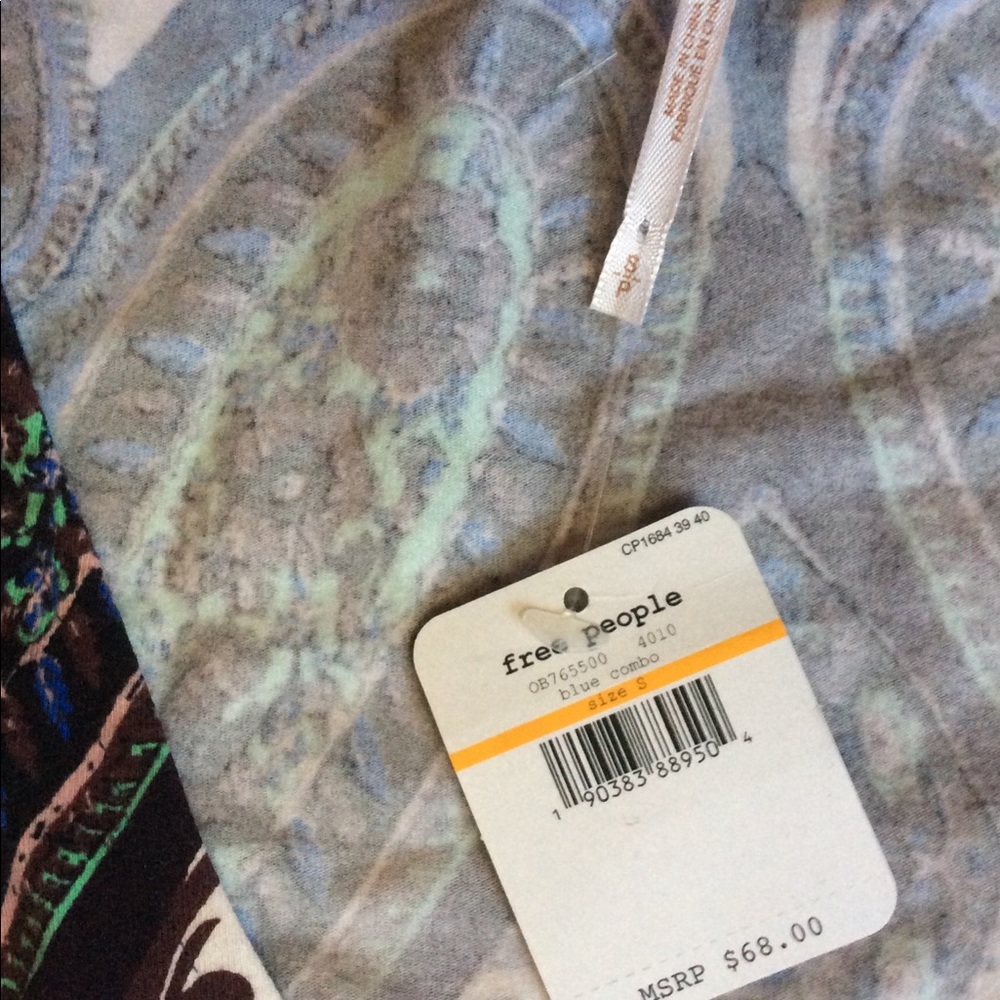 MADE IN CHINA
FABRIQUÉ EN CHINE
CP1684 39 40
free people
OB765500 4010
blue combo
size S
1 90383 88950 4
MSRP $68.00